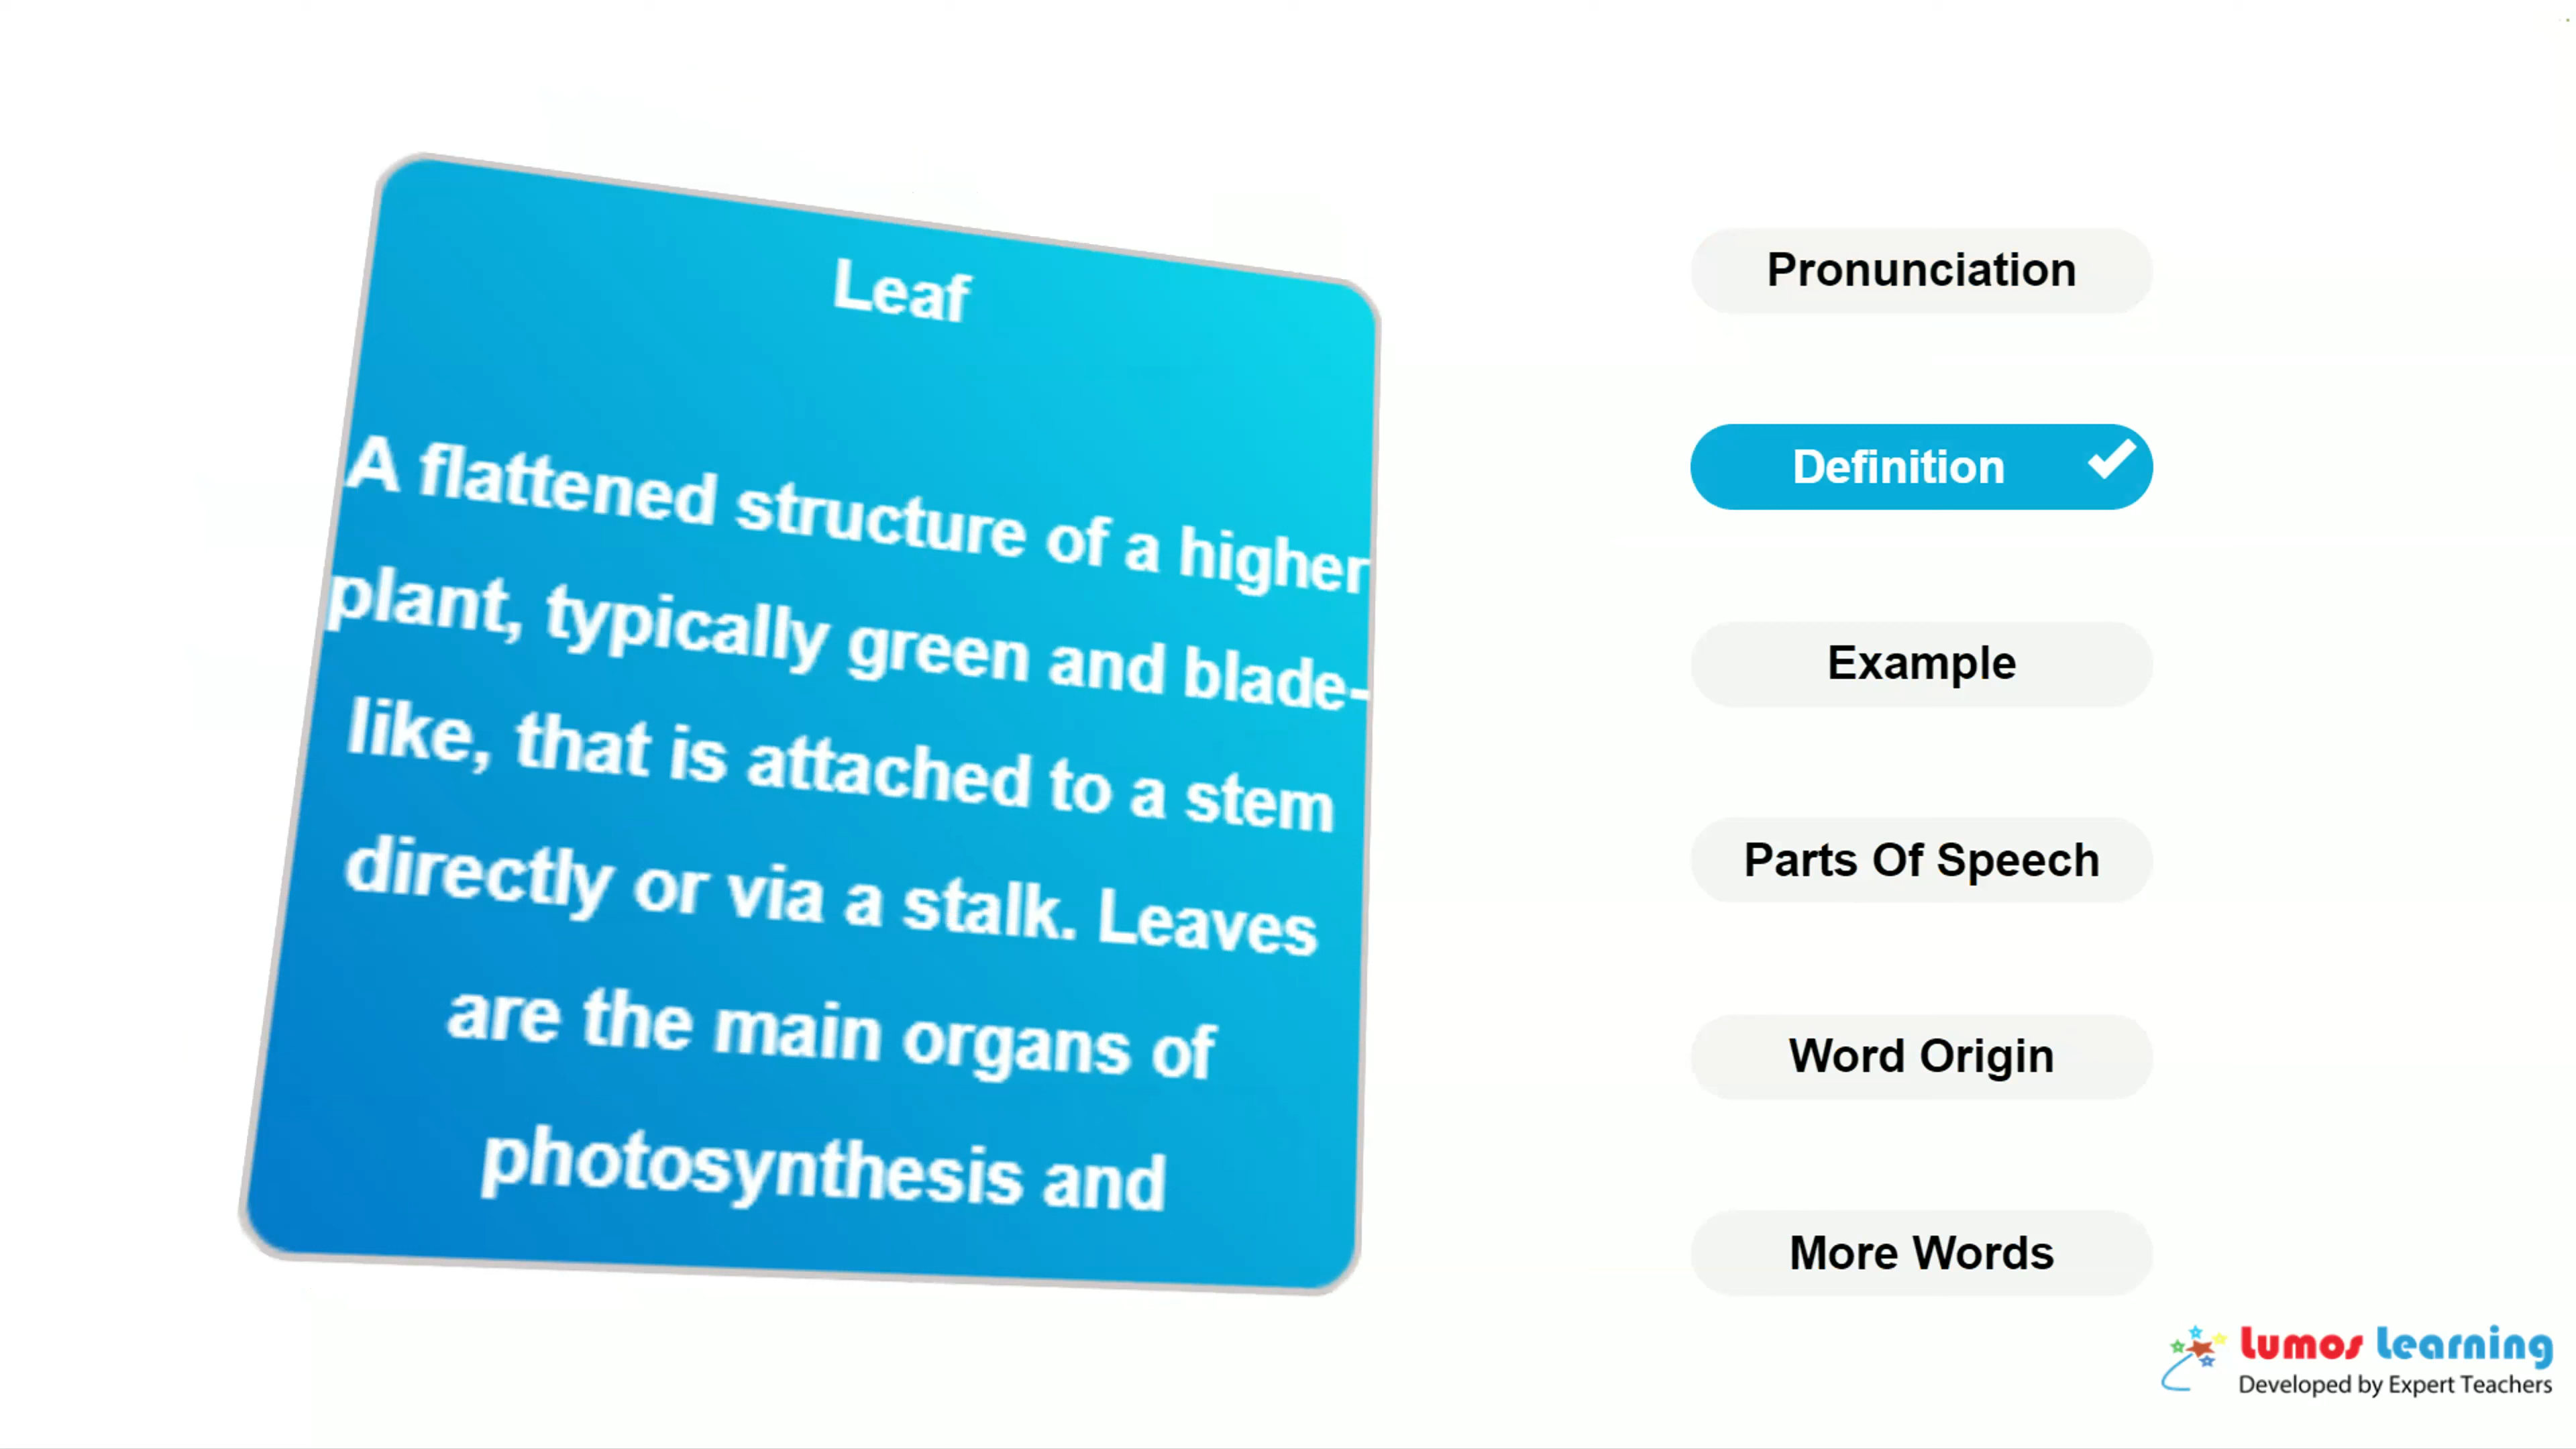 Leaf
A flattened structure of a higher
plant, typically green and blade-
like, that is attached to a stem
directly or via a stalk. Leaves
are the main organs of
photosynthesis and
Pronunciation
Definition
Example
Parts Of Speech
Word Origin
More Words
Lumos Learning
Developed by Expert Teachers